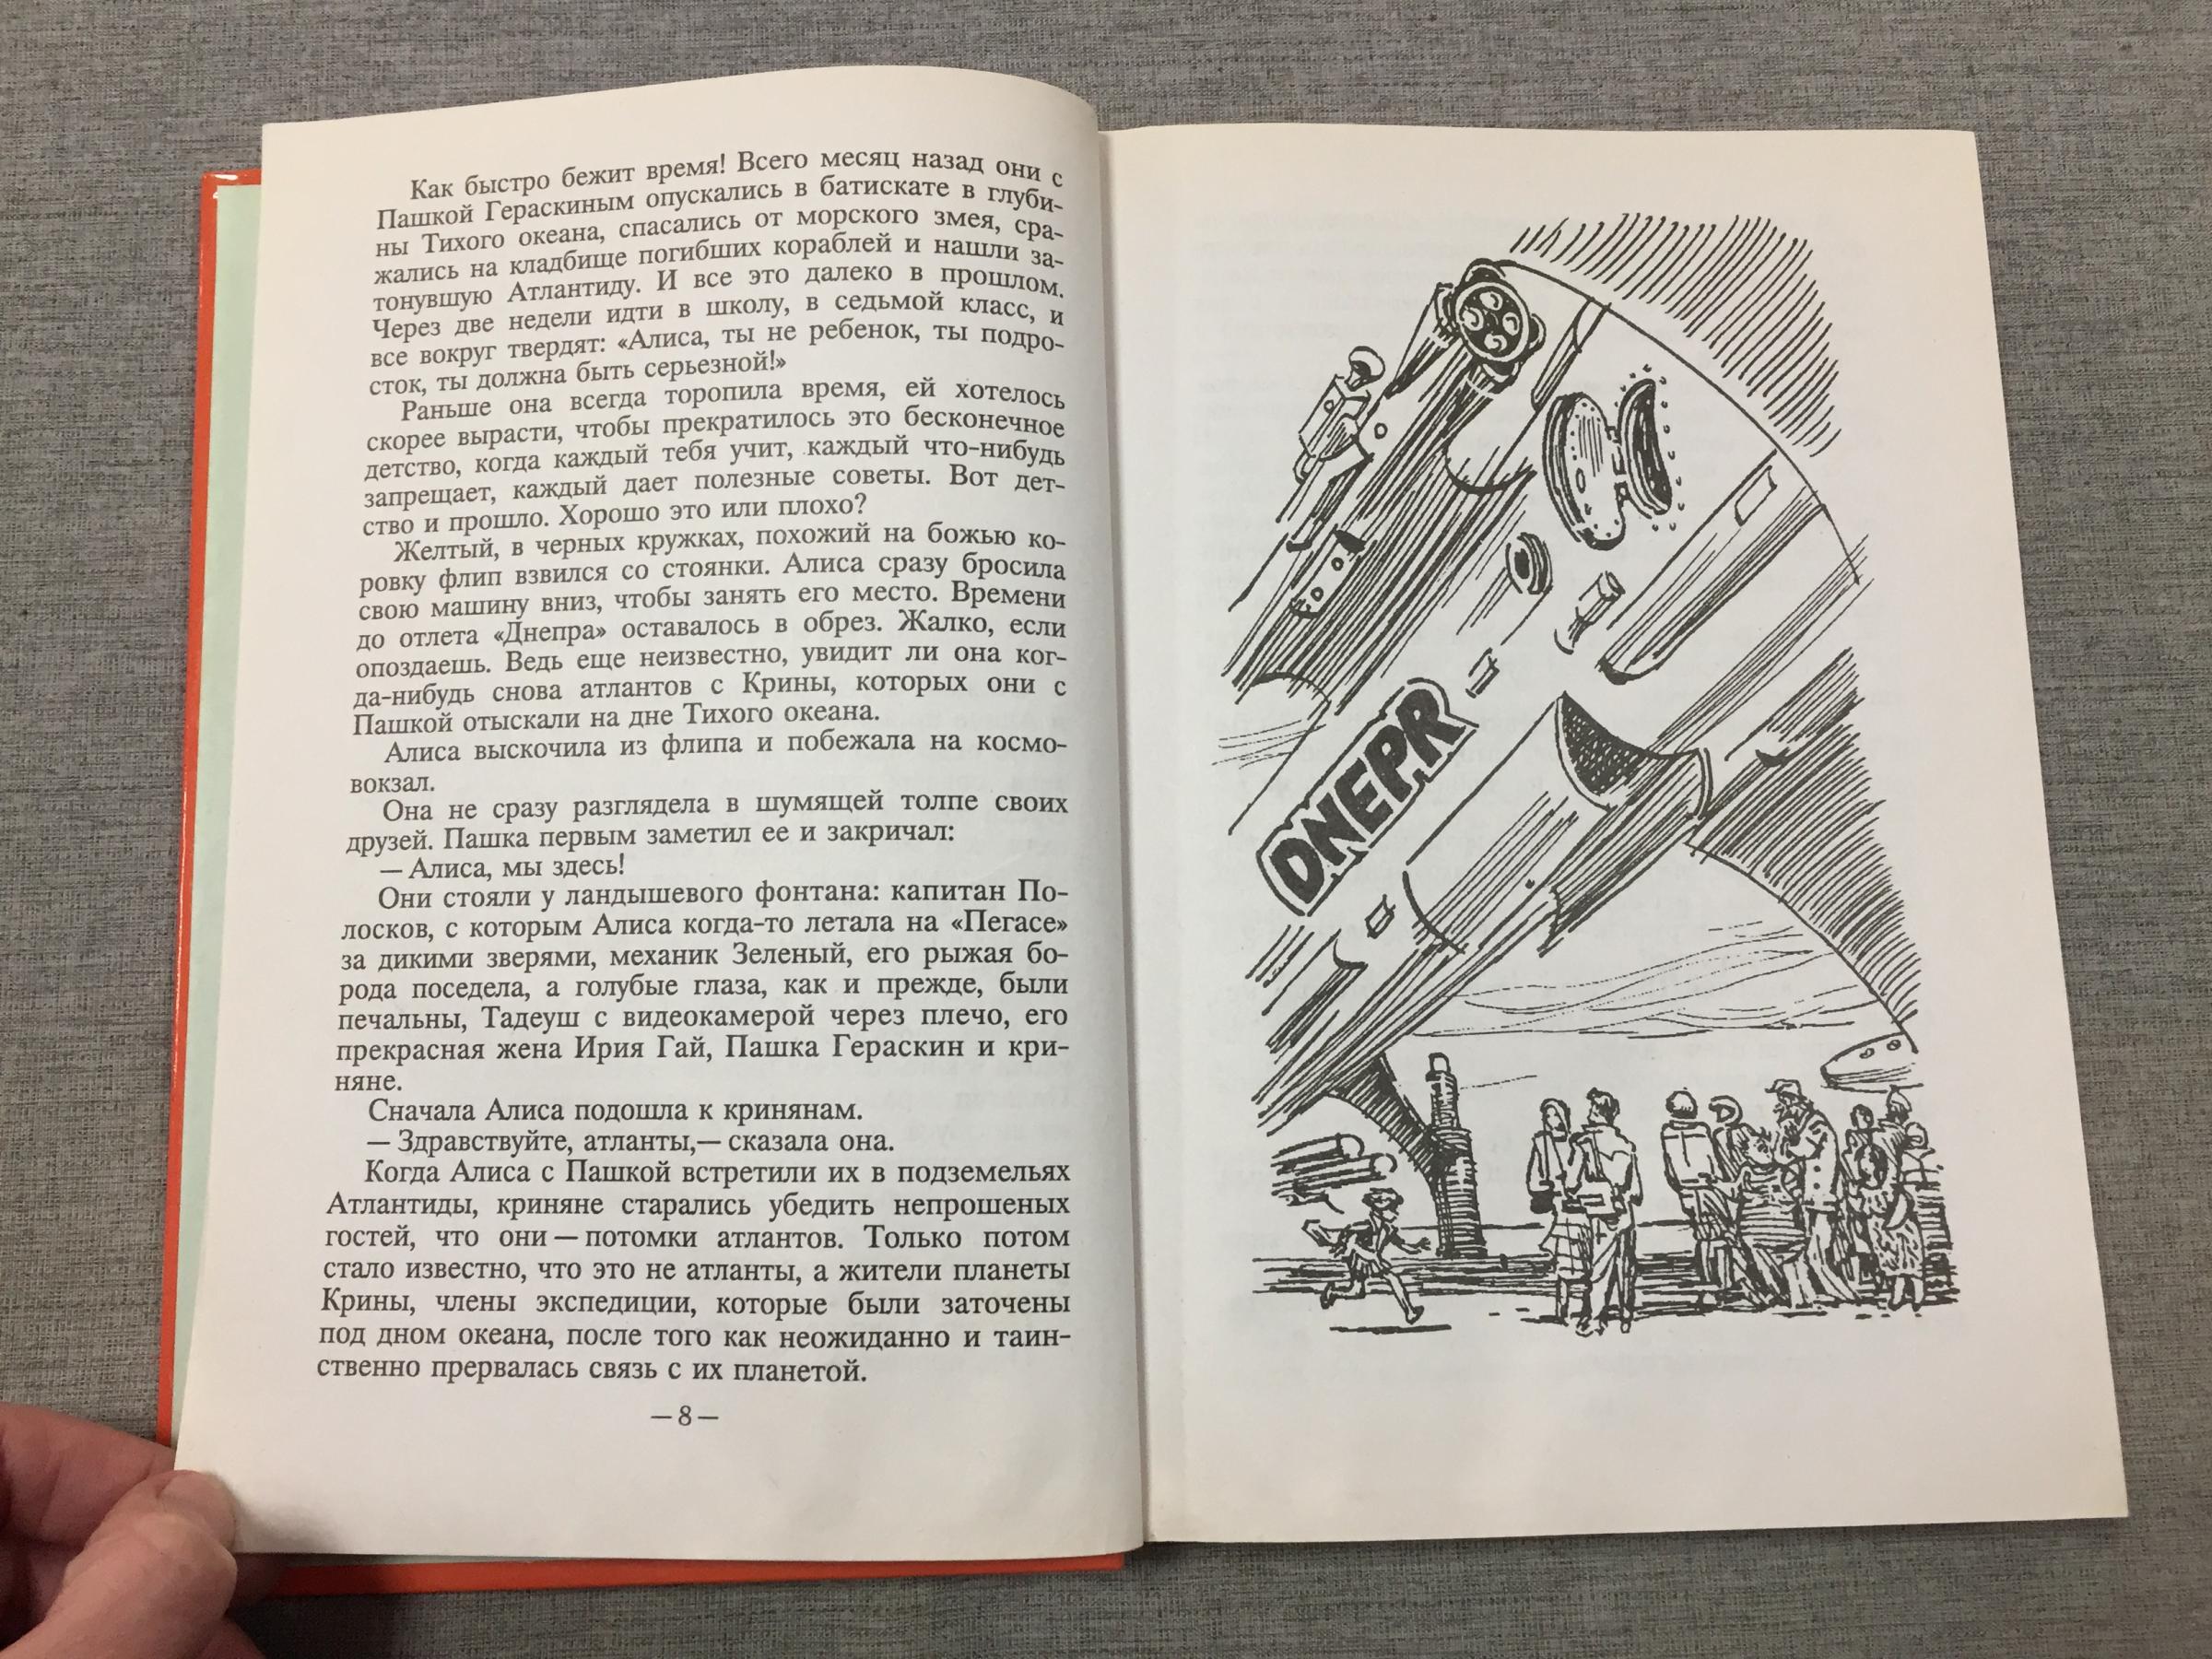 Как быстро бежит время! Всего месяц назад они с
Пашкой Гераскиным опускались в батискате в глуби-
ны Тихого океана, спасались от морского змея, сра-
жались на кладбище погибших кораблей и нашли за-
тонувшую Атлантиду. И все это далеко в прошлом.
Через две недели идти в школу, в седьмой класс, и
все вокруг твердят: «Алиса, ты не ребенок, ты подро-
сток, ты должна быть серьезной!»
Раньше она всегда торопила время, ей хотелось
скорее вырасти, чтобы прекратилось это бесконечное
детство, когда каждый тебя учит, каждый что-нибудь
запрещает, каждый дает полезные советы. Вот дет-
ство и прошло. Хорошо это или плохо?
Желтый, в черных кружках, похожий на божью ко-
ровку флип взвился со стоянки. Алиса сразу бросила
свою машину вниз, чтобы занять его место. Времени
до отлета «Днепра» оставалось в обрез. Жалко, если
опоздаешь. Ведь еще неизвестно, увидит ли она ког-
да-нибудь снова атлантов с Крины, которых они с
Пашкой отыскали на дне Тихого океана.
Алиса выскочила из флипа и побежала на космо-
вокзал.
Она не сразу разглядела в шумящей толпе своих
друзей. Пашка первым заметил ее и закричал:
— Алиса, мы здесь!
Они стояли у ландышевого фонтана: капитан По-
лосков, с которым Алиса когда-то летала на «Пегасе»
за дикими зверями, механик Зеленый, его рыжая бо-
рода поседела, а голубые глаза, как и прежде, были
печальны, Тадеуш с видеокамерой через плечо, его
прекрасная жена Ирия Гай, Пашка Гераскин и кри-
няне.
Сначала Алиса подошла к кринянам.
— Здравствуйте, атланты,— сказала она.
Когда Алиса с Пашкой встретили их в подземельях
Атлантиды, криняне старались убедить непрошеных
гостей, что они — потомки атлантов. Только потом
стало известно, что это не атланты, а жители планеты
Крины, члены экспедиции, которые были заточены
под дном океана, после того как неожиданно и таин-
ственно прервалась связь с их планетой.
— 8 —
DNEPR